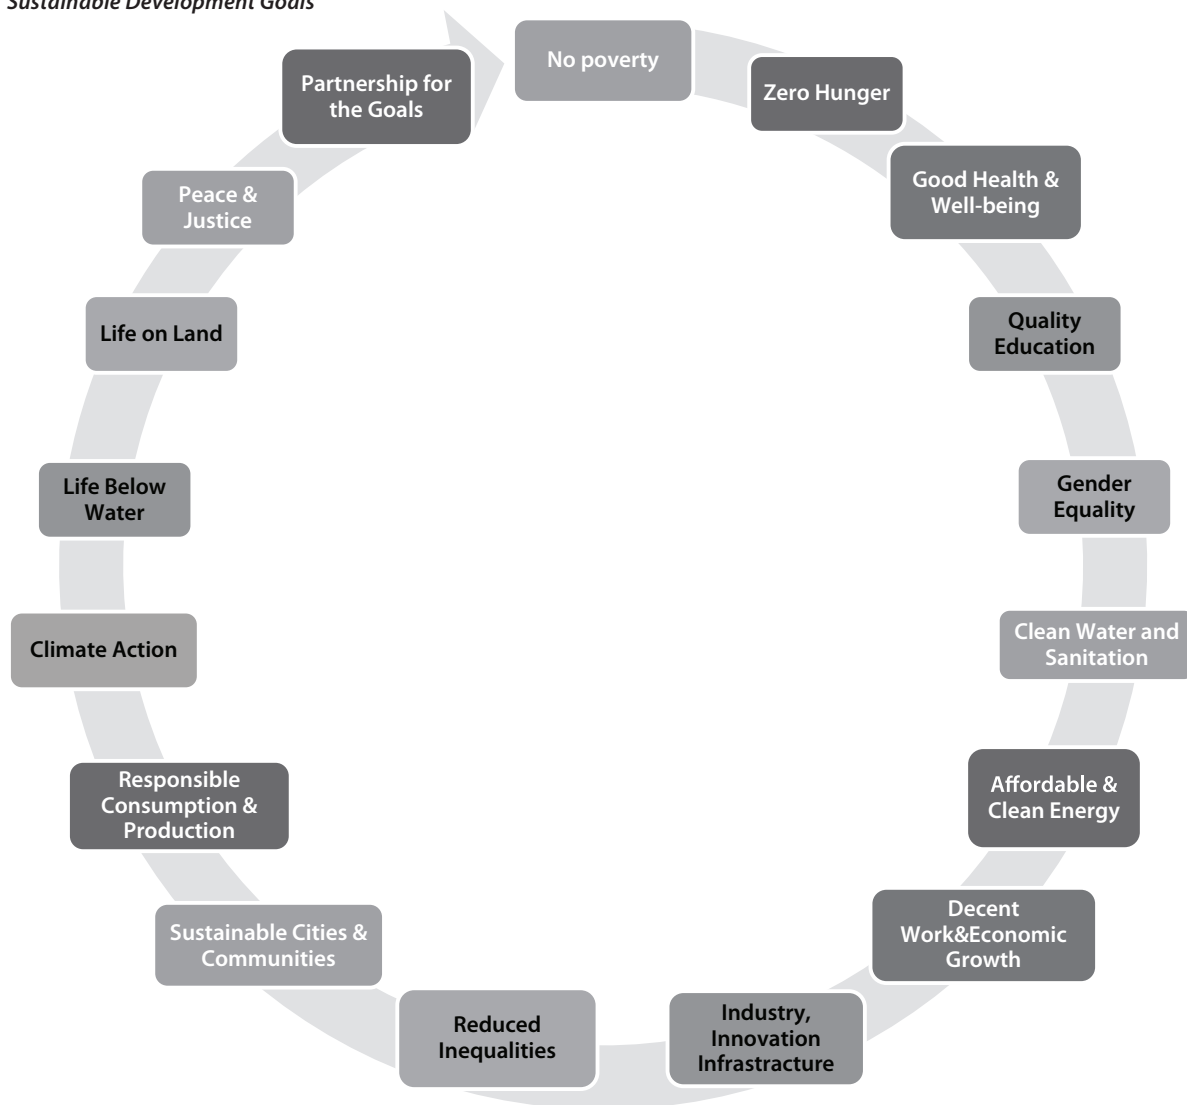 Sustainable Development Goals
No poverty
Zero Hunger
Good Health &
Well-being
Quality
Education
Gender
Equality
Clean Water and
Sanitation
Affordable &
Clean Energy
Decent
Work&Economic
Growth
Industry,
Innovation
Infrastracture
Reduced
Inequalities
Sustainable Cities &
Communities
Responsible
Consumption &
Production
Climate Action
Life Below
Water
Life on Land
Peace &
Justice
Partnership for
the Goals